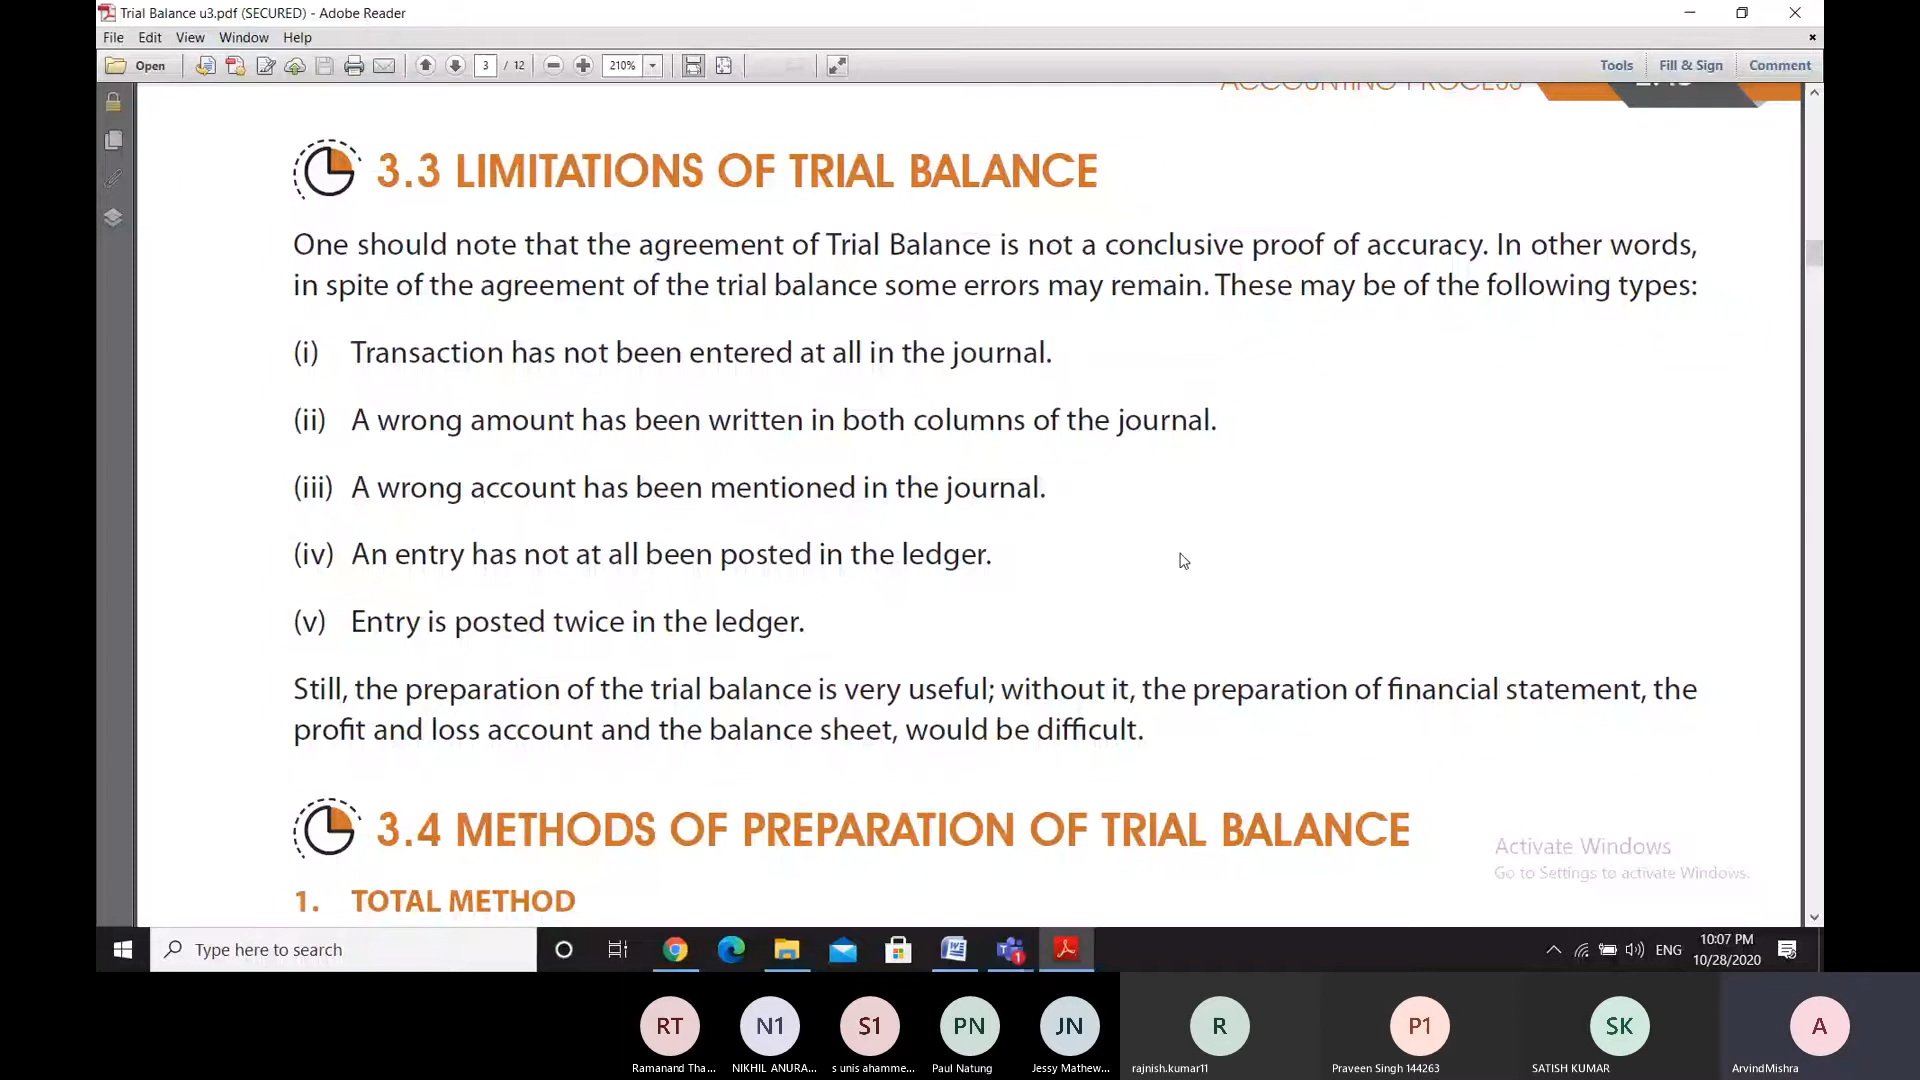 Trial Balance u3.pdf (SECURED) - Adobe Reader
File Edit View Window Help
Open 3 / 12 210% Tools Fill & Sign Comment
ACCOUNTING PROCESS
3.3 LIMITATIONS OF TRIAL BALANCE
One should note that the agreement of Trial Balance is not a conclusive proof of accuracy. In other words,
in spite of the agreement of the trial balance some errors may remain. These may be of the following types:
(i) Transaction has not been entered at all in the journal.
(ii) A wrong amount has been written in both columns of the journal.
(iii) A wrong account has been mentioned in the journal.
(iv) An entry has not at all been posted in the ledger.
(v) Entry is posted twice in the ledger.
Still, the preparation of the trial balance is very useful; without it, the preparation of financial statement, the
profit and loss account and the balance sheet, would be difficult.
3.4 METHODS OF PREPARATION OF TRIAL BALANCE
Activate Windows
Go to Settings to activate Windows.
1. TOTAL METHOD
Type here to search
1
ENG
10:07 PM
10/28/2020
RT N1 S1 PN JN R P1 SK A
Ramanand Tha... NIKHIL ANURA... s unis ahamme... Paul Natung Jessy Mathew... rajnish.kumar11 Praveen Singh 144263 SATISH KUMAR ArvindMishra